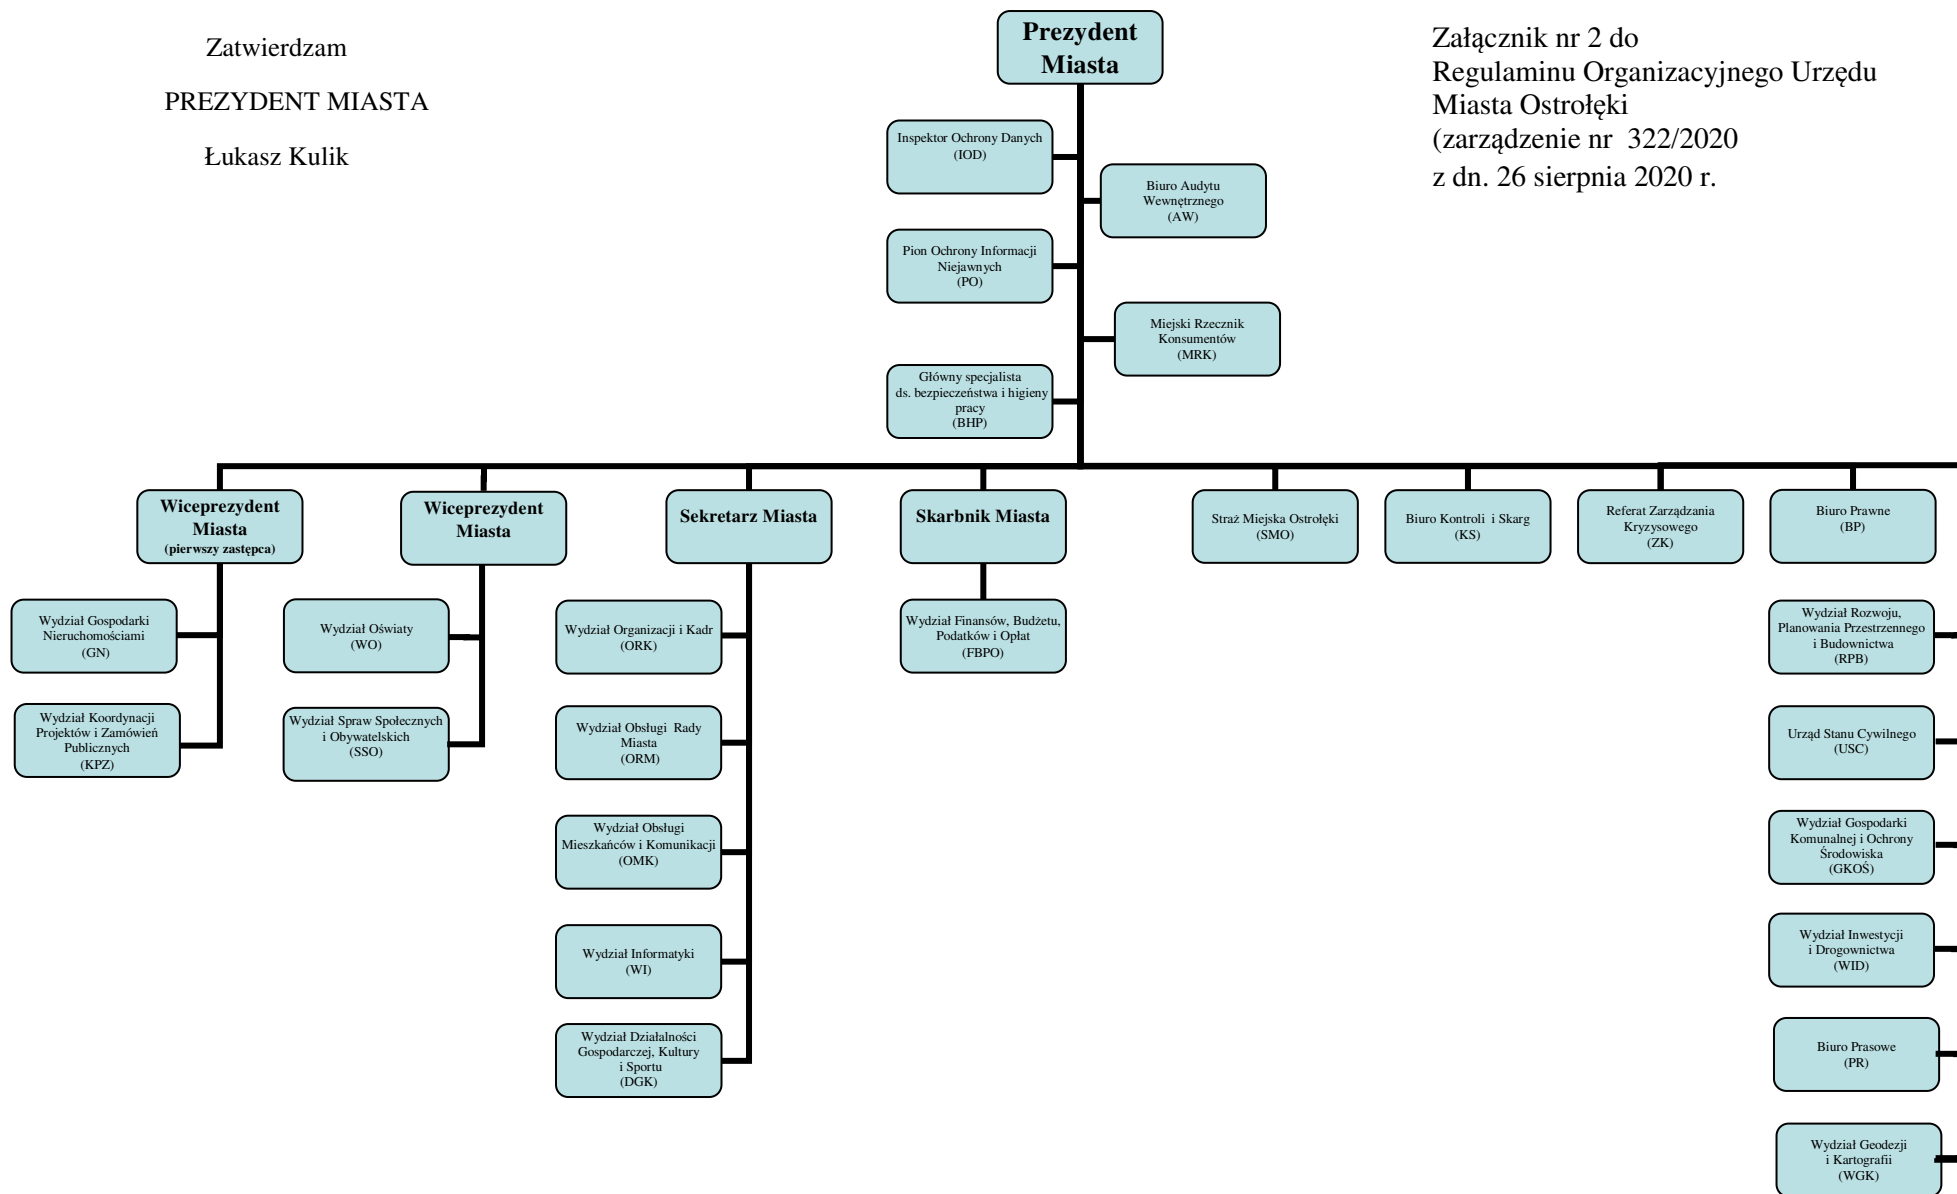 Zatwierdzam
PREZYDENT MIASTA
Łukasz Kulik
Prezydent
Miasta
Załącznik nr 2 do
Regulaminu Organizacyjnego Urzędu
Miasta Ostrołęki
(zarządzenie nr 322/2020
z dn. 26 sierpnia 2020 r.
Inspektor Ochrony Danych
(IOD)
Biuro Audytu
Wewnętrznego
(AW)
Pion Ochrony Informacji
Niejawnych
(PO)
Miejski Rzecznik
Konsumentów
(MRK)
Główny specjalista
ds. bezpieczeństwa i higieny
pracy
(BHP)
Wiceprezydent
Miasta
(pierwszy zastępca)
Wiceprezydent
Miasta
Sekretarz Miasta
Skarbnik Miasta
Straż Miejska Ostrołęki
(SMO)
Biuro Kontroli i Skarg
(KS)
Referat Zarządzania
Kryzysowego
(ZK)
Biuro Prawne
(BP)
Wydział Gospodarki
Nieruchomościami
(GN)
Wydział Koordynacji
Projektów i Zamówień
Publicznych
(KPZ)
Wydział Oświaty
(WO)
Wydział Spraw Społecznych
i Obywatelskich
(SSO)
Wydział Organizacji i Kadr
(ORK)
Wydział Obsługi Rady
Miasta
(ORM)
Wydział Obsługi
Mieszkańców i Komunikacji
(OMK)
Wydział Informatyki
(WI)
Wydział Działalności
Gospodarczej, Kultury
i Sportu
(DGK)
Wydział Finansów, Budżetu,
Podatków i Opłat
(FBPO)
Wydział Rozwoju,
Planowania Przestrzennego
i Budownictwa
(RPB)
Urząd Stanu Cywilnego
(USC)
Wydział Gospodarki
Komunalnej i Ochrony
Środowiska
(GKOŚ)
Wydział Inwestycji
i Drogownictwa
(WID)
Biuro Prasowe
(PR)
Wydział Geodezji
i Kartografii
(WGK)